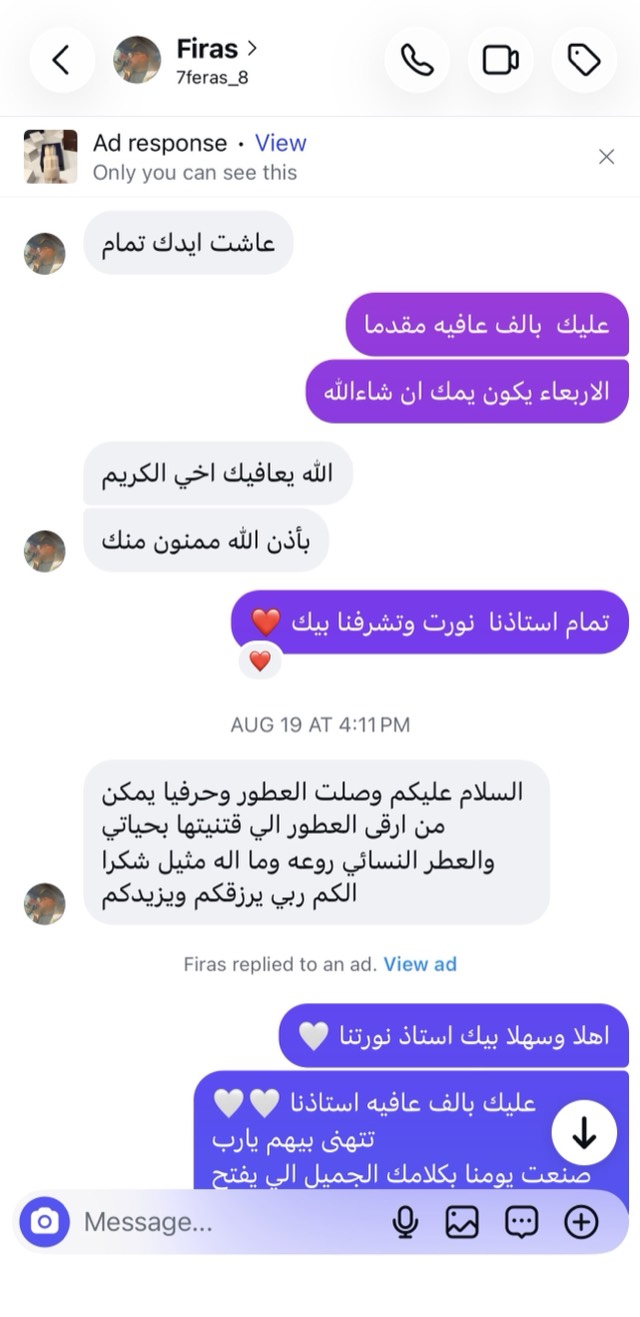 Firas
7feras_8
Ad response • View
Only you can see this
عاشت ايدك تمام
عليك بالف عافيه مقدما
الاربعاء يكون يمك ان شاءالله
الله يعافيك اخي الكريم
بأذن الله ممنون منك
تمام استاذنا نورت وتشرفنا بيك ❤️
❤️
AUG 19 AT 4:11 PM
السلام عليكم وصلت العطور وحرفيا يمكن
من ارقى العطور الي قتنيتها بحياتي
والعطر النسائي روعه وما اله مثيل شكرا
الكم ربي يرزقكم ويزيدكم
Firas replied to an ad. View ad
اهلا وسهلا بيك استاذ نورتنا 🤍
عليك بالف عافيه استاذنا 🤍🤍
تتهنى بيهم يارب
صنعت يومنا بكلامك الجميل الي يفتح
Message...